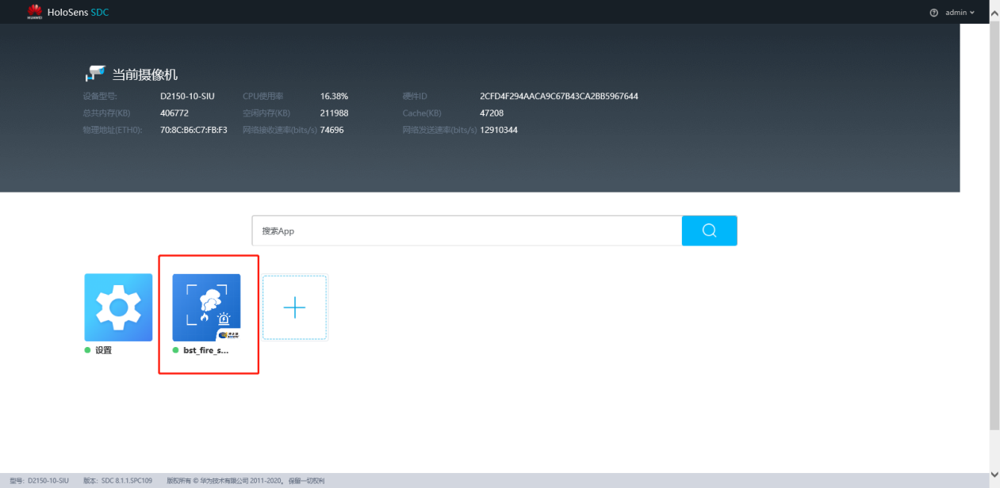 HUAWEI HoloSens SDC admin
当前摄像机
设备型号: D2150-10-SIU CPU使用率 16.38% 硬件ID 2CFD4F294AACA9C67B43CA2BB5967644
总共内存(KB) 406772 空闲内存(KB) 211988 Cache(KB) 47208
物理地址(ETH0): 70:8C:B6:C7:FB:F3 网络接收速率(bits/s) 74696 网络发送速率(bits/s) 12910344
搜索App
设置 bst_fire_s...
型号: D2150-10-SIU 版本: SDC 8.1.1.SPC109 版权所有 © 华为技术有限公司 2011-2020。 保留一切权利